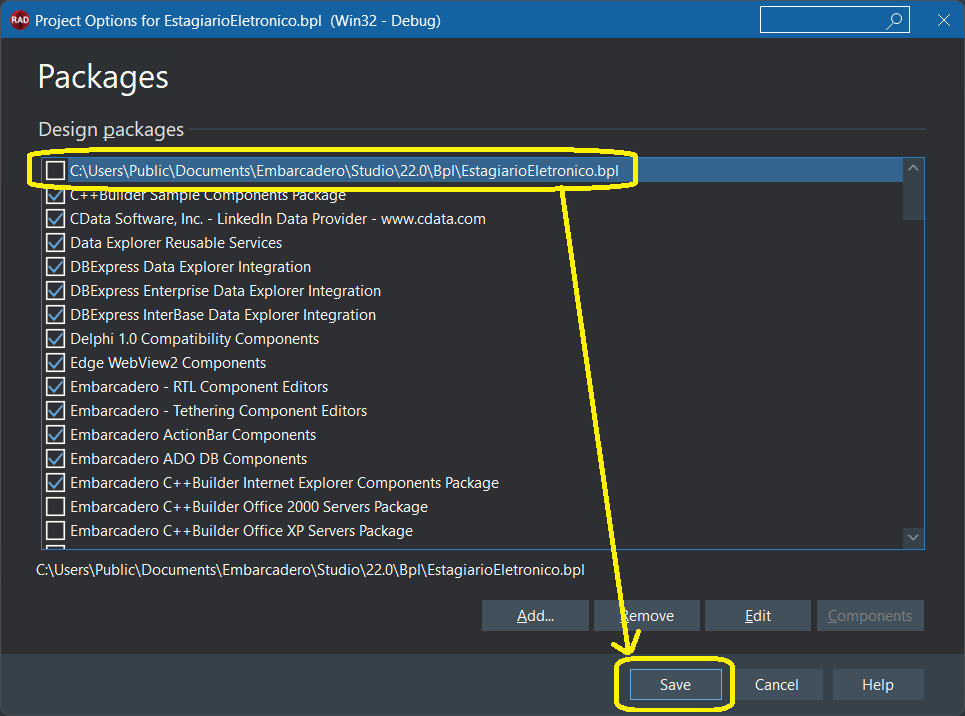 RAD Project Options for EstagiarioEletronico.bpl (Win32 - Debug)
Packages
Design packages
C:\Users\Public\Documents\Embarcadero\Studio\22.0\Bpl\EstagiarioEletronico.bpl
C++Builder Sample Components Package
CData Software, Inc. - LinkedIn Data Provider - www.cdata.com
Data Explorer Reusable Services
DBExpress Data Explorer Integration
DBExpress Enterprise Data Explorer Integration
DBExpress InterBase Data Explorer Integration
Delphi 1.0 Compatibility Components
Edge WebView2 Components
Embarcadero - RTL Component Editors
Embarcadero - Tethering Component Editors
Embarcadero ActionBar Components
Embarcadero ADO DB Components
Embarcadero C++Builder Internet Explorer Components Package
Embarcadero C++Builder Office 2000 Servers Package
Embarcadero C++Builder Office XP Servers Package
C:\Users\Public\Documents\Embarcadero\Studio\22.0\Bpl\EstagiarioEletronico.bpl
Add... Remove Edit Components
Save Cancel Help